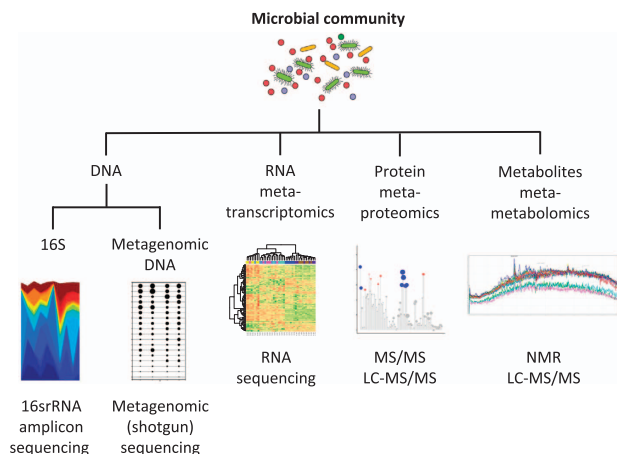 Microbial community
DNA
RNA
meta-
transcriptomics
Protein
meta-
proteomics
Metabolites
meta-
metabolomics
16S
Metagenomic
DNA
RNA
sequencing
MS/MS
LC-MS/MS
NMR
LC-MS/MS
16srRNA
amplicon
sequencing
Metagenomic
(shotgun)
sequencing